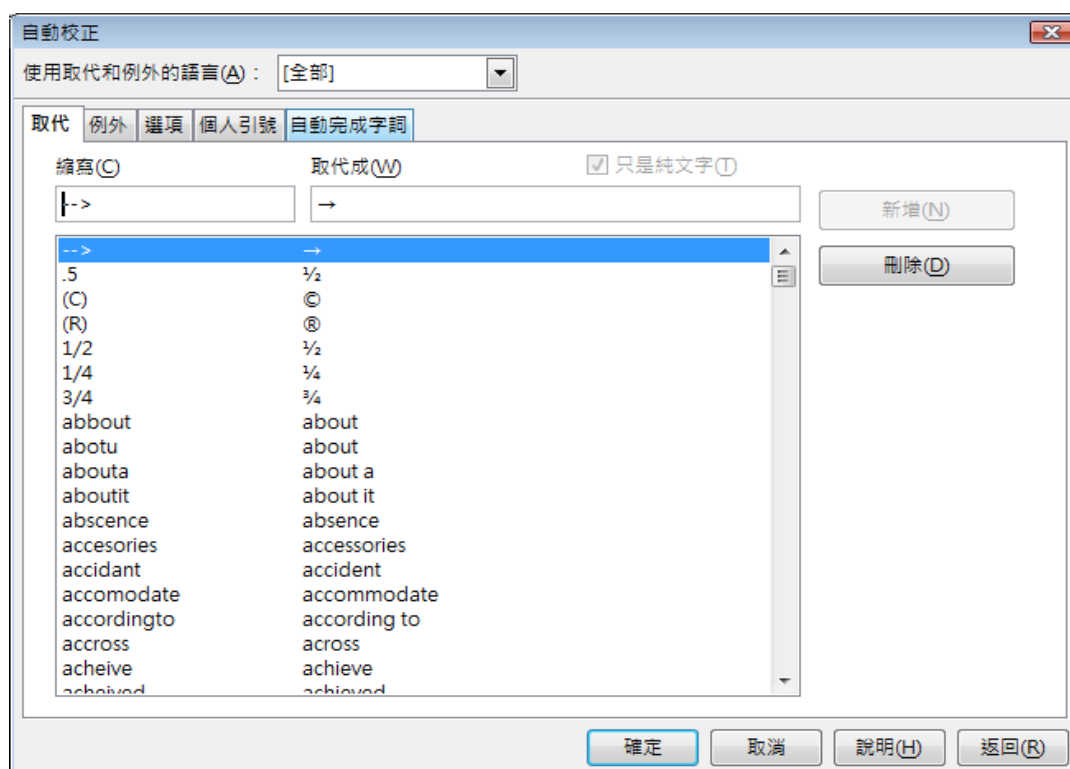 自動校正
使用取代和例外的語言(A)： [全部]
取代 例外 選項 個人引號 自動完成字詞
縮寫(C) 取代成(W) 只是純文字(T)
--> → 新增(N)
--> →
刪除(D)
.5 ½
(C) ©
(R) ®
1/2 ½
1/4 ¼
3/4 ¾
abbout about
abotu about
abouta about a
aboutit about it
abscence absence
accesories accessories
accidant accident
accomodate accommodate
accordingto according to
accross across
acheive achieve
acheived achieved
確定 取消 說明(H) 返回(R)